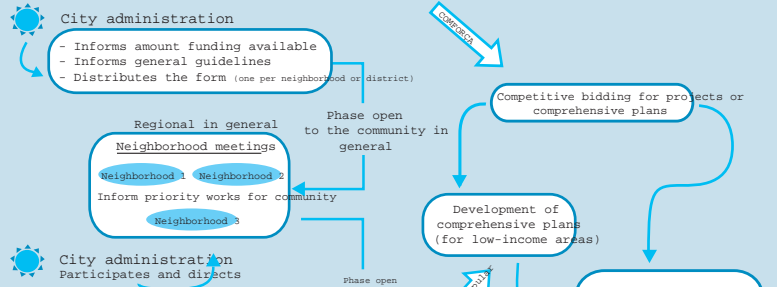 City administration
- Informs amount funding available
- Informs general guidelines
- Distributes the form (one per neighborhood or district)
Phase open
to the community in
general
Regional in general
Neighborhood meetings
Neighborhood 1
Neighborhood 2
Inform priority works for community
Neighborhood 3
City administration
Participates and directs
Phase open
COMFORÇA
Competitive bidding for projects or
comprehensive plans
Development of
comprehensive plans
(for low-income areas)